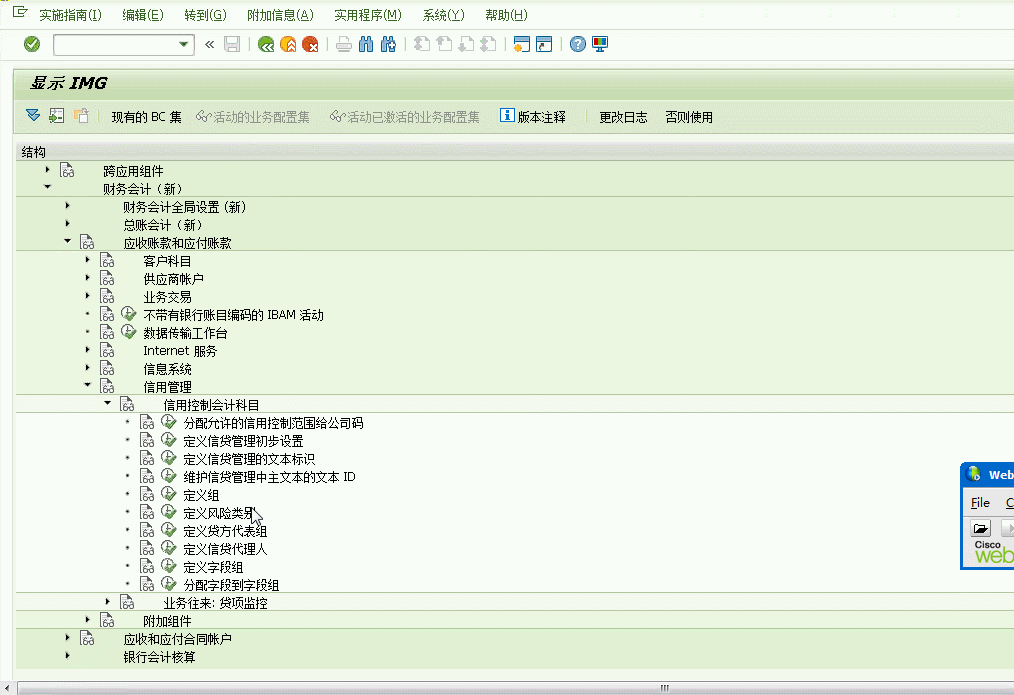 实施指南(I) 编辑(E) 转到(G) 附加信息(A) 实用程序(M) 系统(Y) 帮助(H)
显示 IMG
现有的 BC 集 活动的业务配置集 活动已激活的业务配置集 版本注释 更改日志 否则使用
结构
跨应用组件
财务会计（新）
财务会计全局设置 (新)
总账会计（新）
应收账款和应付账款
客户科目
供应商帐户
业务交易
不带有银行账目编码的 IBAM 活动
数据传输工作台
Internet 服务
信息系统
信用管理
信用控制会计科目
分配允许的信用控制范围给公司码
定义信贷管理初步设置
定义信贷管理的文本标识
维护信贷管理中主文本的文本 ID
定义组
定义风险类别
定义贷方代表组
定义信贷代理人
定义字段组
分配字段到字段组
业务往来: 贷项监控
附加组件
应收和应付合同帐户
银行会计核算
Web
File C
Cisco
web